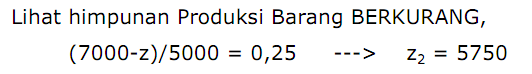 Lihat himpunan Produksi Barang BERKURANG,
(7000-z)/5000 = 0,25 ---> z₂ = 5750